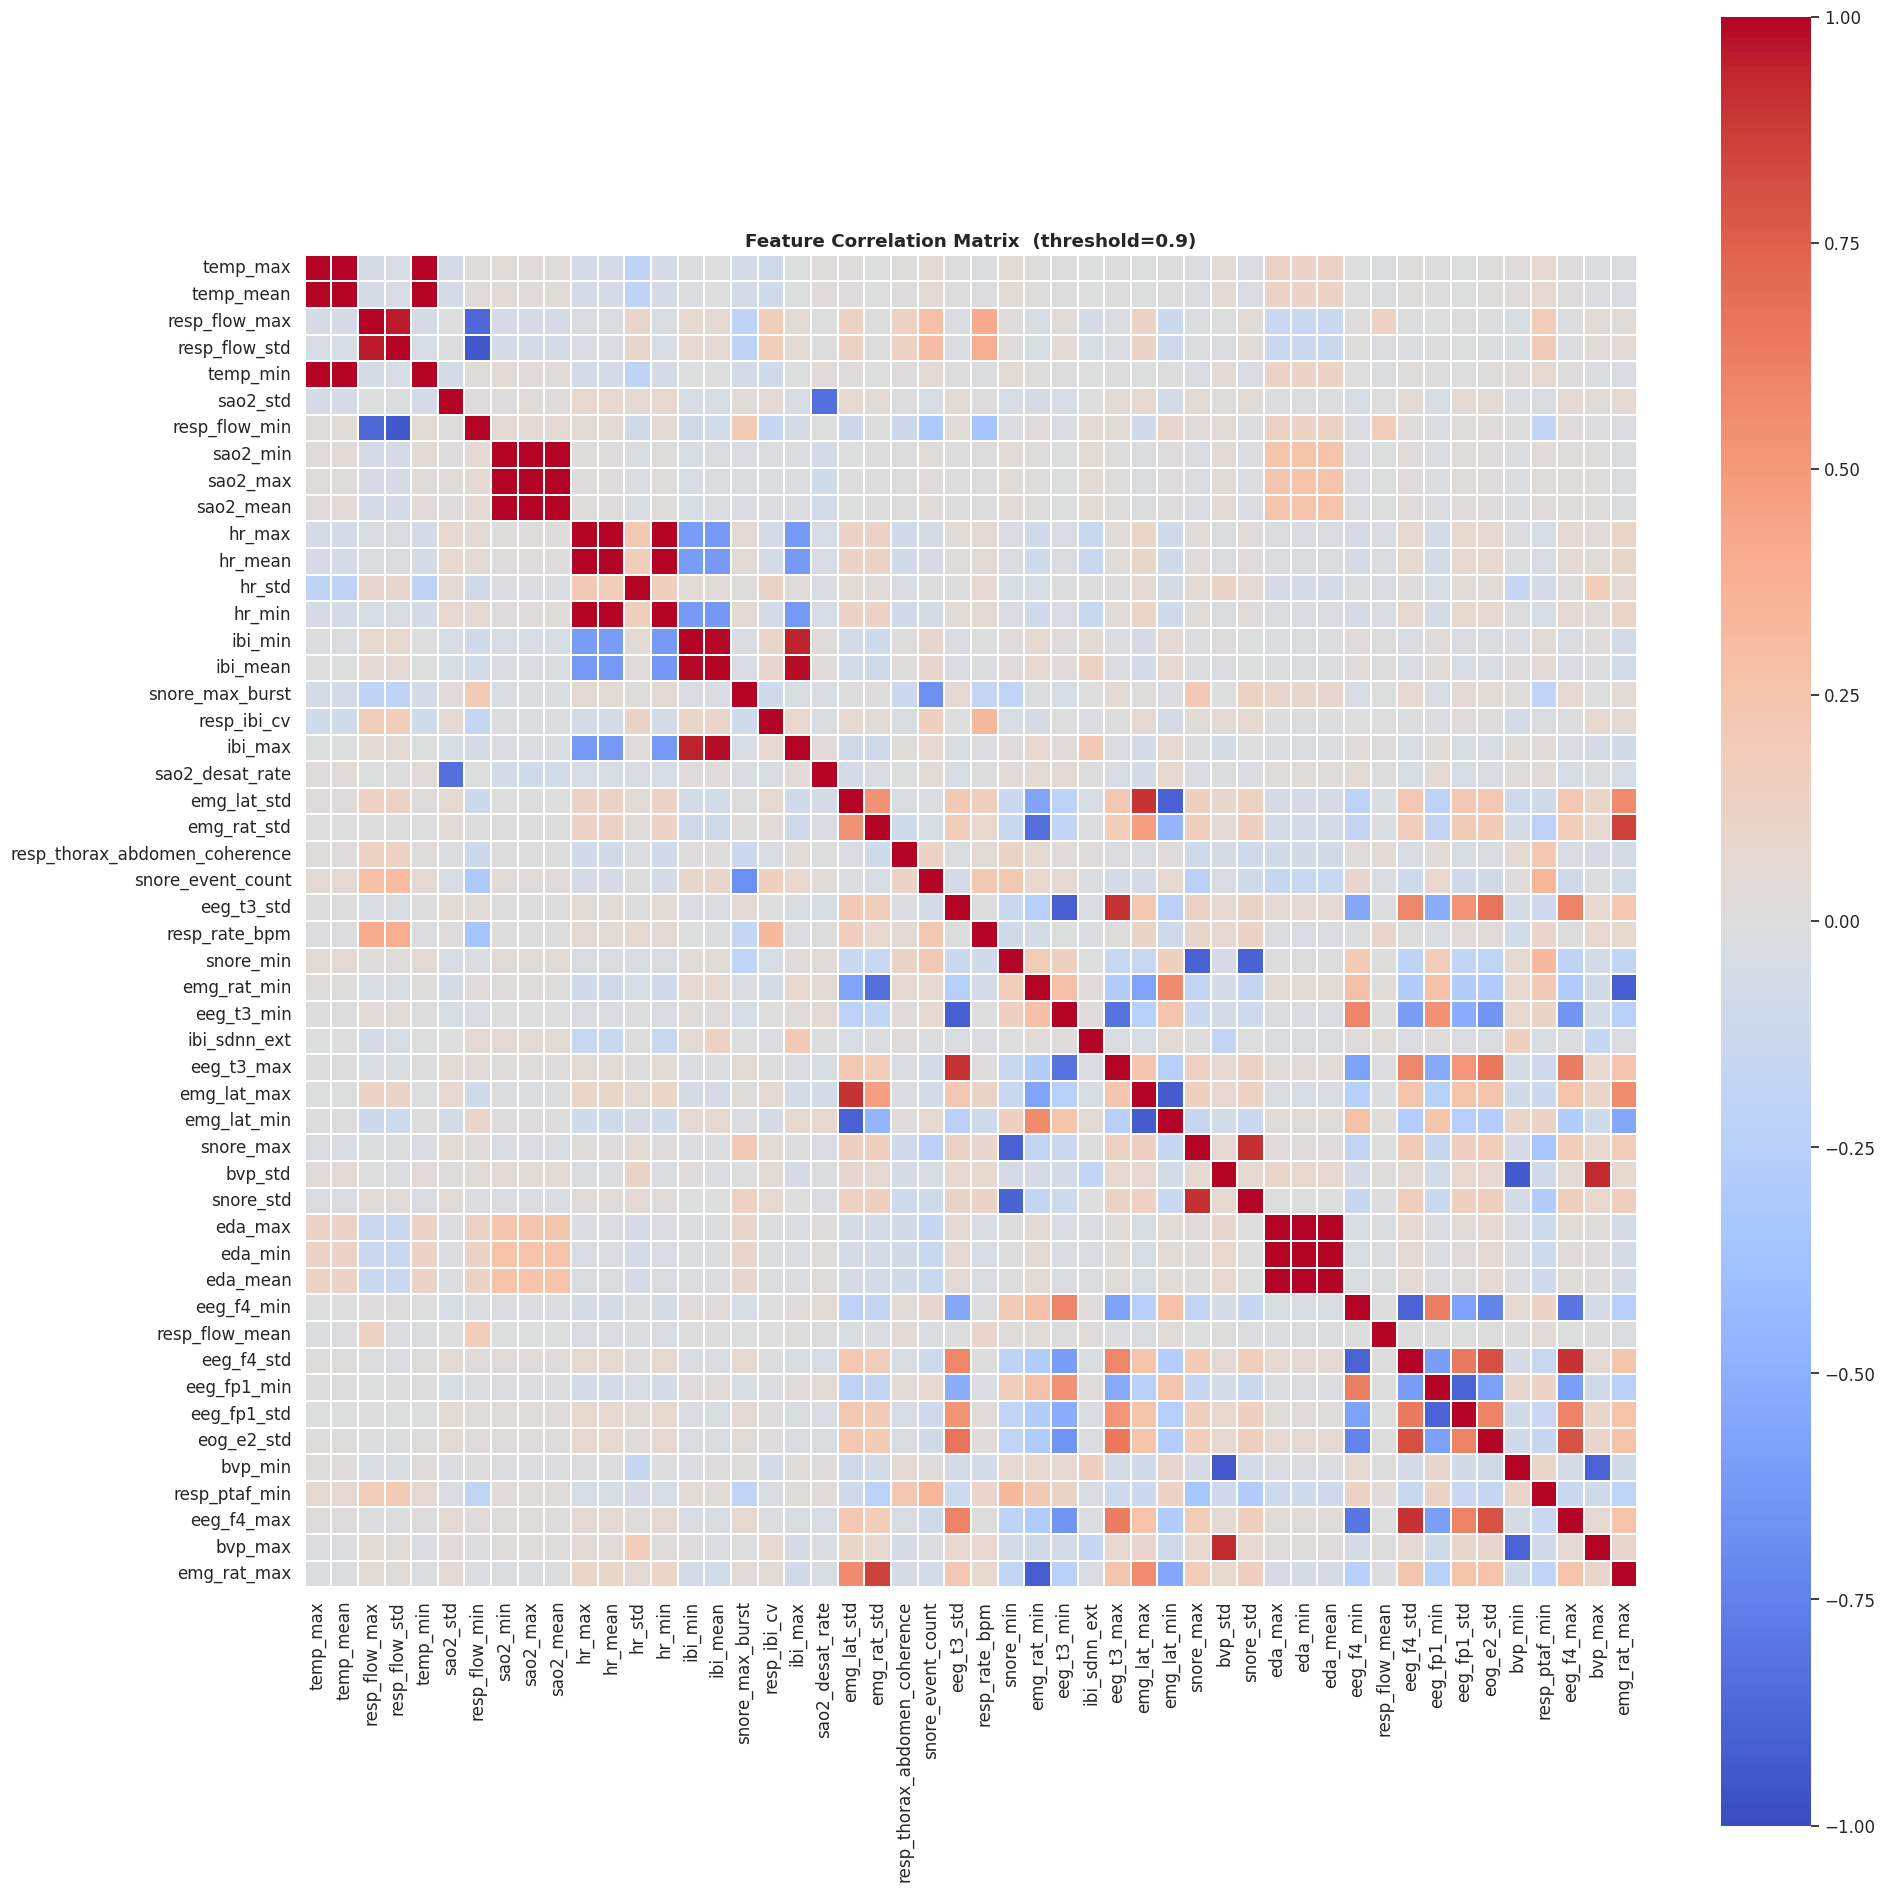 Feature Correlation Matrix  (threshold=0.9)
temp_max
temp_mean
resp_flow_max
resp_flow_std
temp_min
sao2_std
resp_flow_min
sao2_min
sao2_max
sao2_mean
hr_max
hr_mean
hr_std
hr_min
ibi_min
ibi_mean
snore_max_burst
resp_ibi_cv
ibi_max
sao2_desat_rate
emg_lat_std
emg_rat_std
resp_thorax_abdomen_coherence
snore_event_count
eeg_t3_std
resp_rate_bpm
snore_min
emg_rat_min
eeg_t3_min
ibi_sdnn_ext
eeg_t3_max
emg_lat_max
emg_lat_min
snore_max
bvp_std
snore_std
eda_max
eda_min
eda_mean
eeg_f4_min
resp_flow_mean
eeg_f4_std
eeg_fp1_min
eeg_fp1_std
eog_e2_std
bvp_min
resp_ptaf_min
eeg_f4_max
bvp_max
emg_rat_max
temp_max
temp_mean
resp_flow_max
resp_flow_std
temp_min
sao2_std
resp_flow_min
sao2_min
sao2_max
sao2_mean
hr_max
hr_mean
hr_std
hr_min
ibi_min
ibi_mean
snore_max_burst
resp_ibi_cv
ibi_max
sao2_desat_rate
emg_lat_std
emg_rat_std
resp_thorax_abdomen_coherence
snore_event_count
eeg_t3_std
resp_rate_bpm
snore_min
emg_rat_min
eeg_t3_min
ibi_sdnn_ext
eeg_t3_max
emg_lat_max
emg_lat_min
snore_max
bvp_std
snore_std
eda_max
eda_min
eda_mean
eeg_f4_min
resp_flow_mean
eeg_f4_std
eeg_fp1_min
eeg_fp1_std
eog_e2_std
bvp_min
resp_ptaf_min
eeg_f4_max
bvp_max
emg_rat_max
1.00
0.75
0.50
0.25
0.00
−0.25
−0.50
−0.75
−1.00